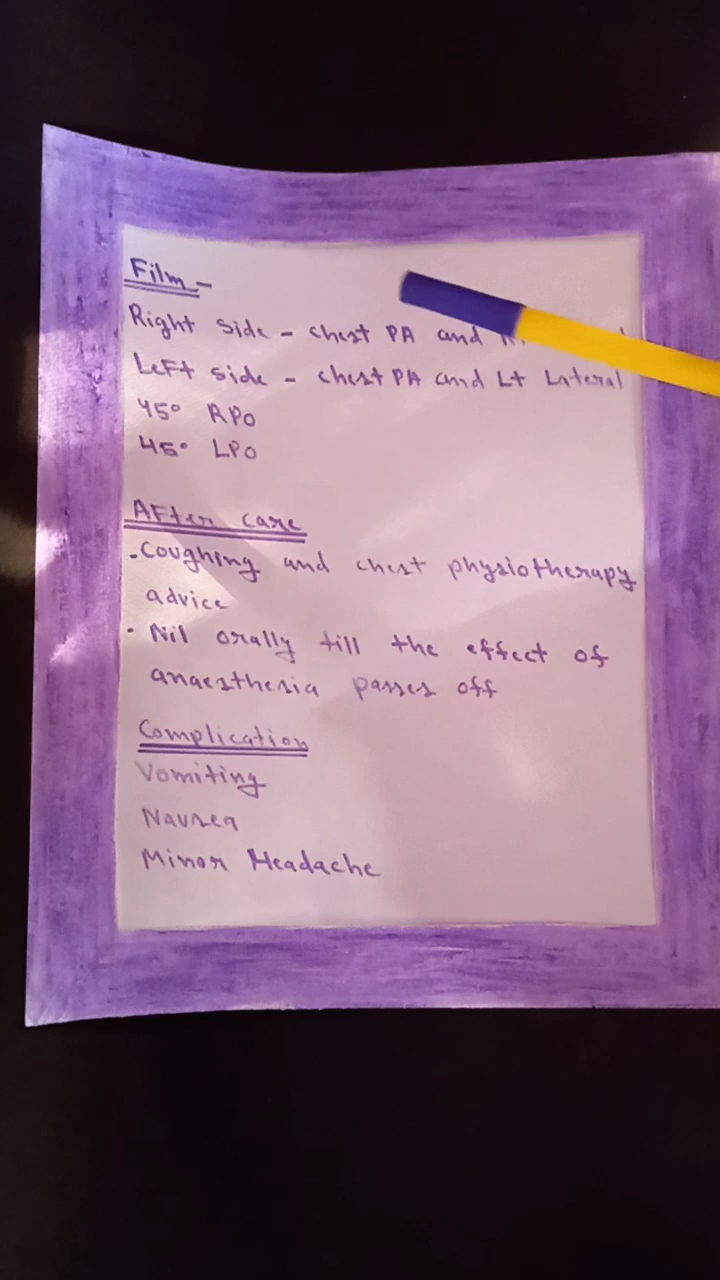 Film -
Right side - chest PA and
Left side - chest PA and Lt Lateral
45° RPO
45° LPO
After care
• Coughing and chest physiotherapy
advice
• Nil orally till the effect of
anaesthesia passes off
Complication
Vomiting
Nausea
Minor Headache